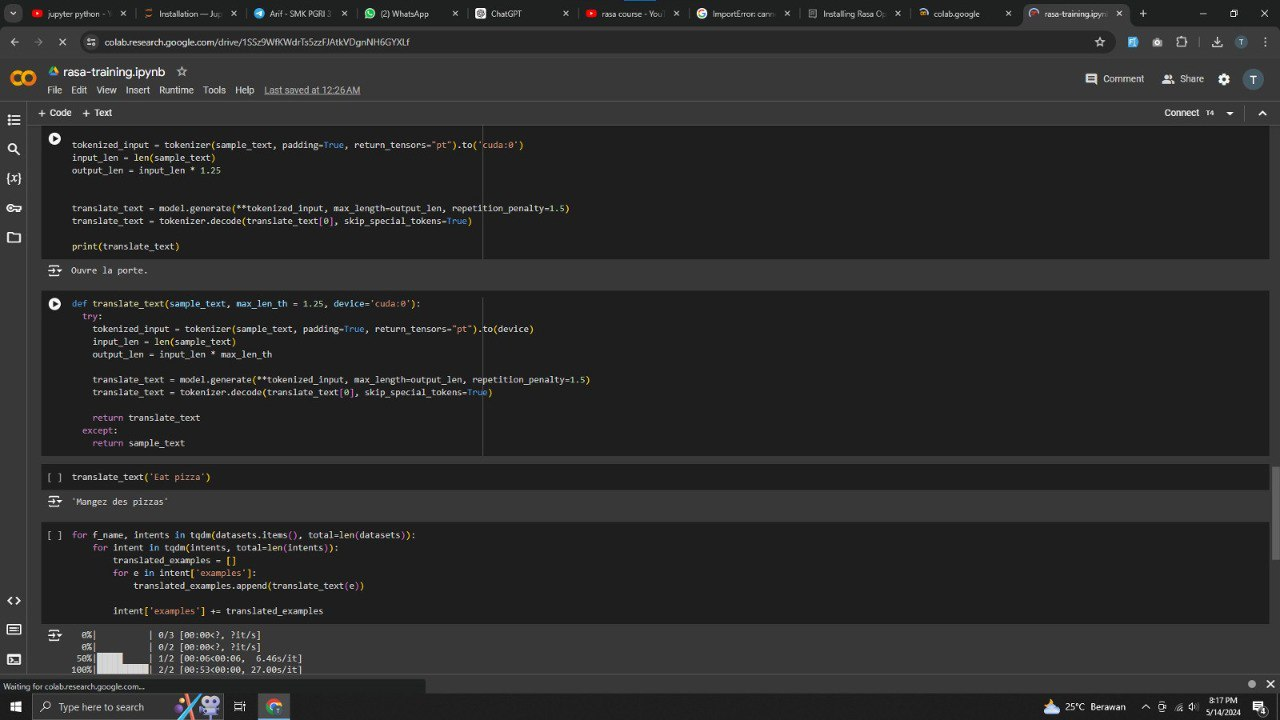 jupyter python - Y
Installation — Jup
Arif - SMK PGRI 3
(2) WhatsApp
ChatGPT
rasa course - You
ImportError: cann
Installing Rasa Op
colab.google
rasa-training.ipyn
colab.research.google.com/drive/1SSz9WfKWdrTs5zzFJAtkVDgnNH6GYXLf
T
rasa-training.ipynb
Comment
Share
T
File Edit View Insert Runtime Tools Help Last saved at 12:26 AM
+ Code + Text
Connect T4
tokenized_input = tokenizer(sample_text, padding=True, return_tensors="pt").to('cuda:0')
input_len = len(sample_text)
output_len = input_len * 1.25
translate_text = model.generate(**tokenized_input, max_length=output_len, repetition_penalty=1.5)
translate_text = tokenizer.decode(translate_text[0], skip_special_tokens=True)
print(translate_text)
Ouvre la porte.
def translate_text(sample_text, max_len_th = 1.25, device='cuda:0'):
try:
tokenized_input = tokenizer(sample_text, padding=True, return_tensors="pt").to(device)
input_len = len(sample_text)
output_len = input_len * max_len_th
translate_text = model.generate(**tokenized_input, max_length=output_len, repetition_penalty=1.5)
translate_text = tokenizer.decode(translate_text[0], skip_special_tokens=True)
return translate_text
except:
return sample_text
[ ] translate_text('Eat pizza')
'Mangez des pizzas'
[ ] for f_name, intents in tqdm(datasets.items(), total=len(datasets)):
for intent in tqdm(intents, total=len(intents)):
translated_examples = []
for e in intent['examples']:
translated_examples.append(translate_text(e))
intent['examples'] += translated_examples
0%| | 0/3 [00:00<?, ?it/s]
0%| | 0/2 [00:00<?, ?it/s]
50%| | 1/2 [00:06<00:06, 6.46s/it]
100%| | 2/2 [00:53<00:00, 27.00s/it]
Waiting for colab.research.google.com...
Type here to search
25°C Berawan
8:17 PM
5/14/2024
4